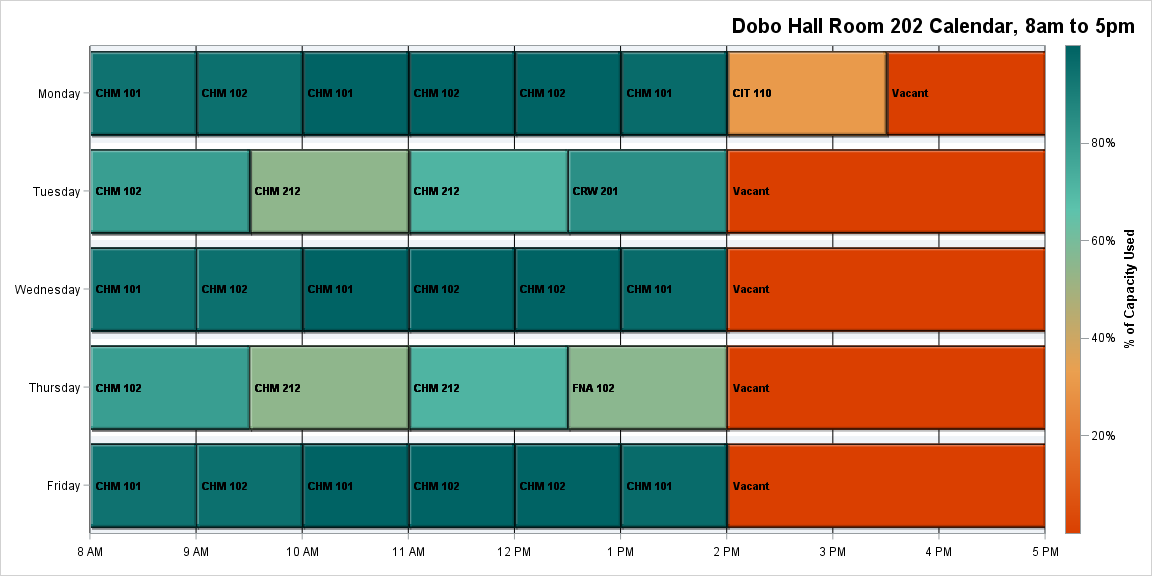 Dobo Hall Room 202 Calendar, 8am to 5pm
Monday CHM 101 CHM 102 CHM 101 CHM 102 CHM 102 CHM 101 CIT 110 Vacant
80%
Tuesday CHM 102 CHM 212 CHM 212 CRW 201 Vacant
60%
Wednesday CHM 101 CHM 102 CHM 101 CHM 102 CHM 102 CHM 101 Vacant
% of Capacity Used
40%
Thursday CHM 102 CHM 212 CHM 212 FNA 102 Vacant
20%
Friday CHM 101 CHM 102 CHM 101 CHM 102 CHM 102 CHM 101 Vacant
8 AM 9 AM 10 AM 11 AM 12 PM 1 PM 2 PM 3 PM 4 PM 5 PM